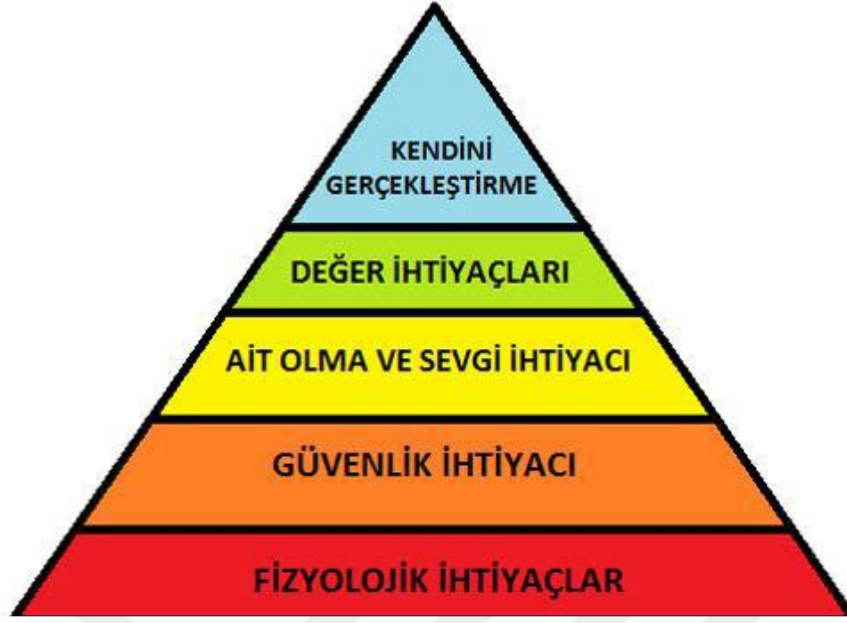 KENDİNİ
GERÇEKLEŞTİRME
DEĞER İHTİYAÇLARI
AİT OLMA VE SEVGİ İHTİYACI
GÜVENLİK İHTİYACI
FİZYOLOJİK İHTİYAÇLAR